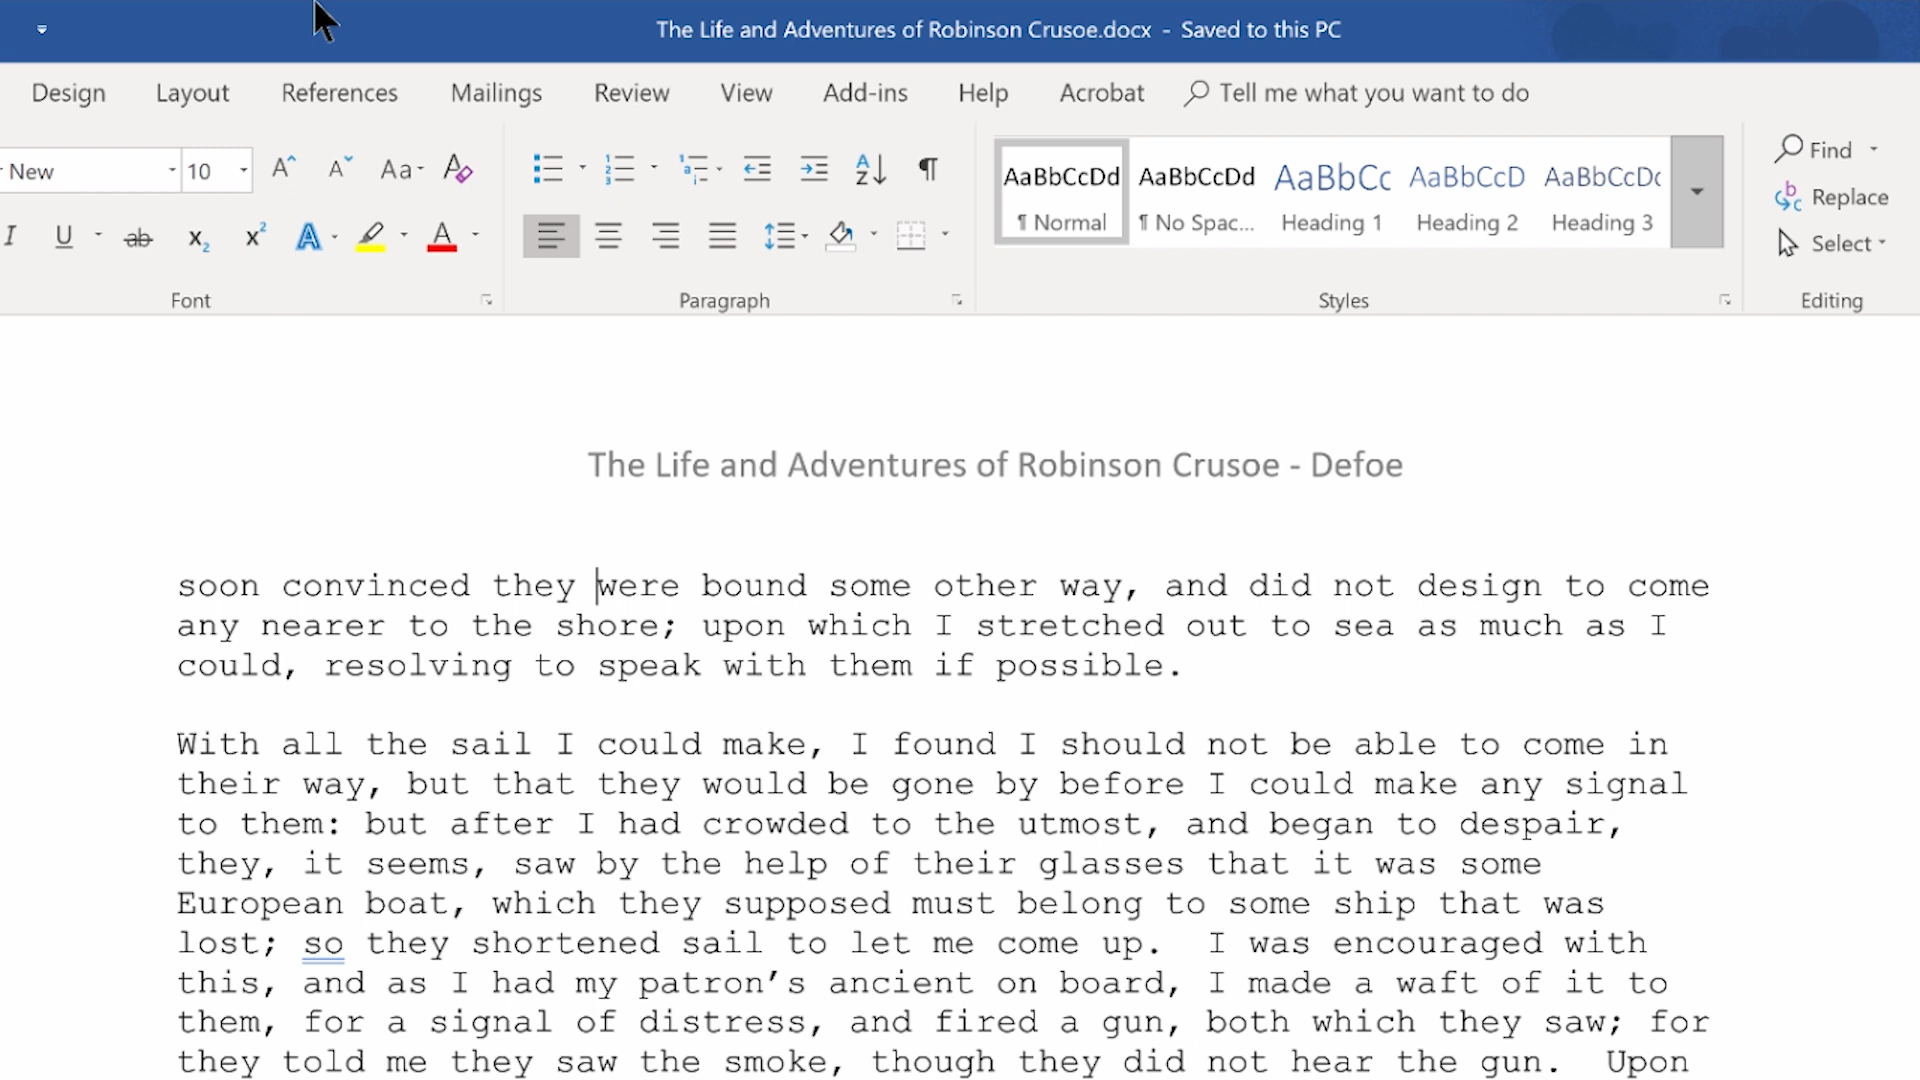 The Life and Adventures of Robinson Crusoe.docx - Saved to this PC
Design Layout References Mailings Review View Add-ins Help Acrobat Tell me what you want to do
New 10 Aa
AaBbCcDd AaBbCcDd AaBbCc AaBbCcD AaBbCcDc
¶ Normal ¶ No Spac... Heading 1 Heading 2 Heading 3
Find
Replace
Select
Font Paragraph Styles Editing
The Life and Adventures of Robinson Crusoe - Defoe
soon convinced they were bound some other way, and did not design to come
any nearer to the shore; upon which I stretched out to sea as much as I
could, resolving to speak with them if possible.
With all the sail I could make, I found I should not be able to come in
their way, but that they would be gone by before I could make any signal
to them: but after I had crowded to the utmost, and began to despair,
they, it seems, saw by the help of their glasses that it was some
European boat, which they supposed must belong to some ship that was
lost; so they shortened sail to let me come up.  I was encouraged with
this, and as I had my patron’s ancient on board, I made a waft of it to
them, for a signal of distress, and fired a gun, both which they saw; for
they told me they saw the smoke, though they did not hear the gun.  Upon